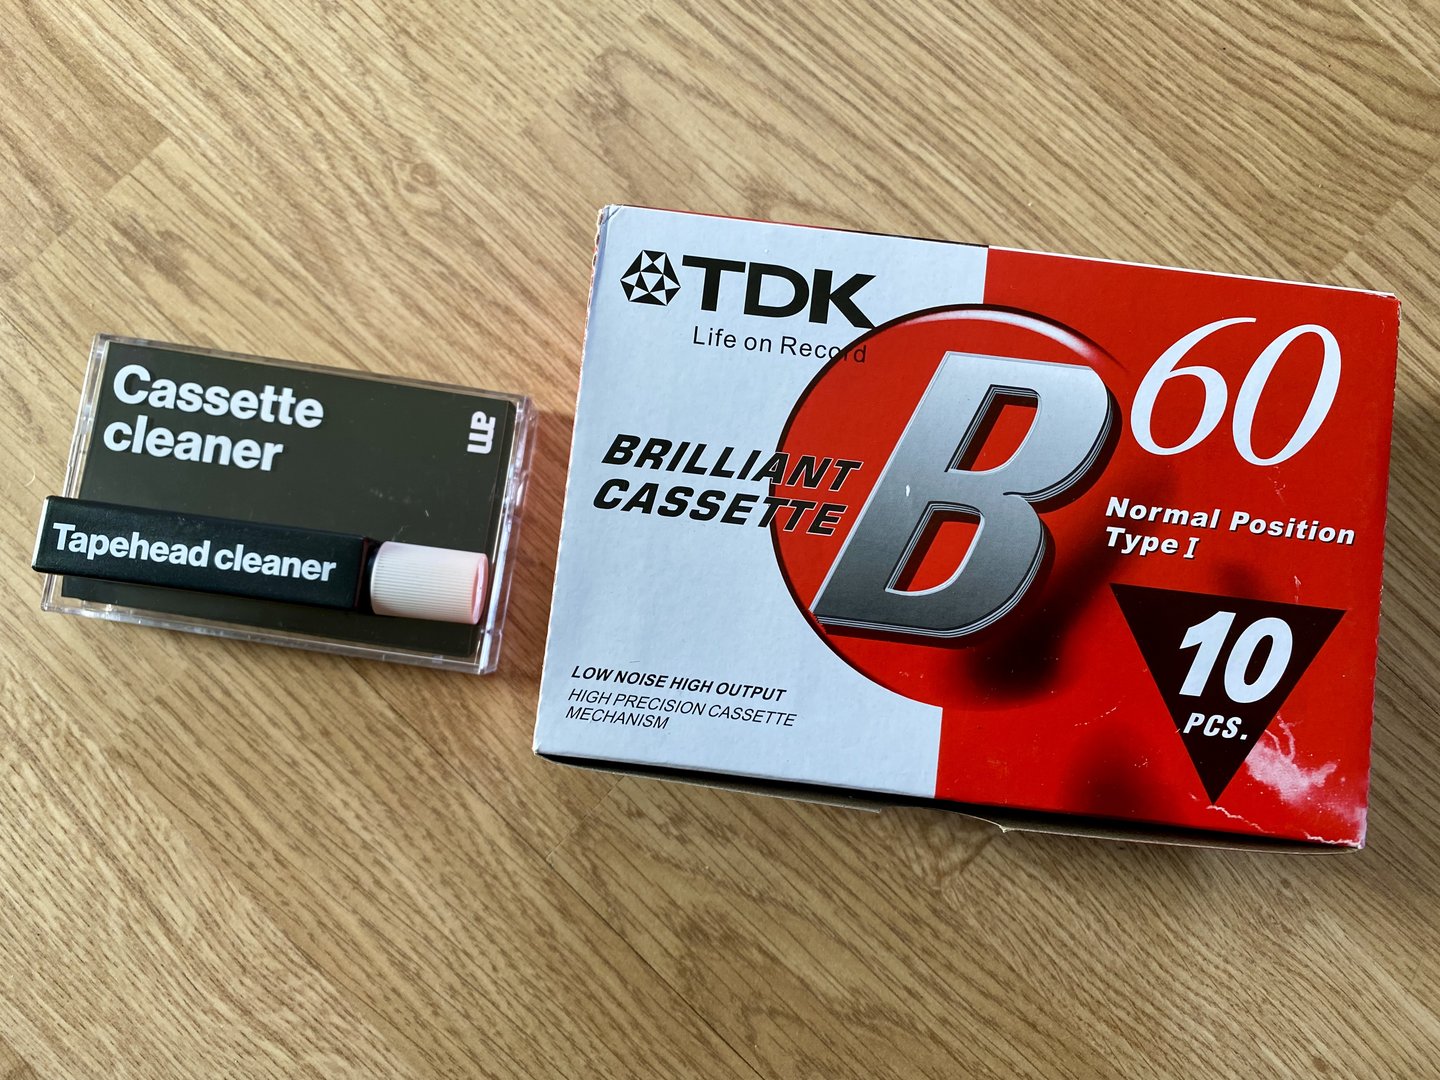 Cassette
cleaner
am
Tapehead cleaner
TDK
Life on Record
BRILLIANT
CASSETTE
B
60
Normal Position
Type I
10
PCS.
LOW NOISE HIGH OUTPUT
HIGH PRECISION CASSETTE
MECHANISM